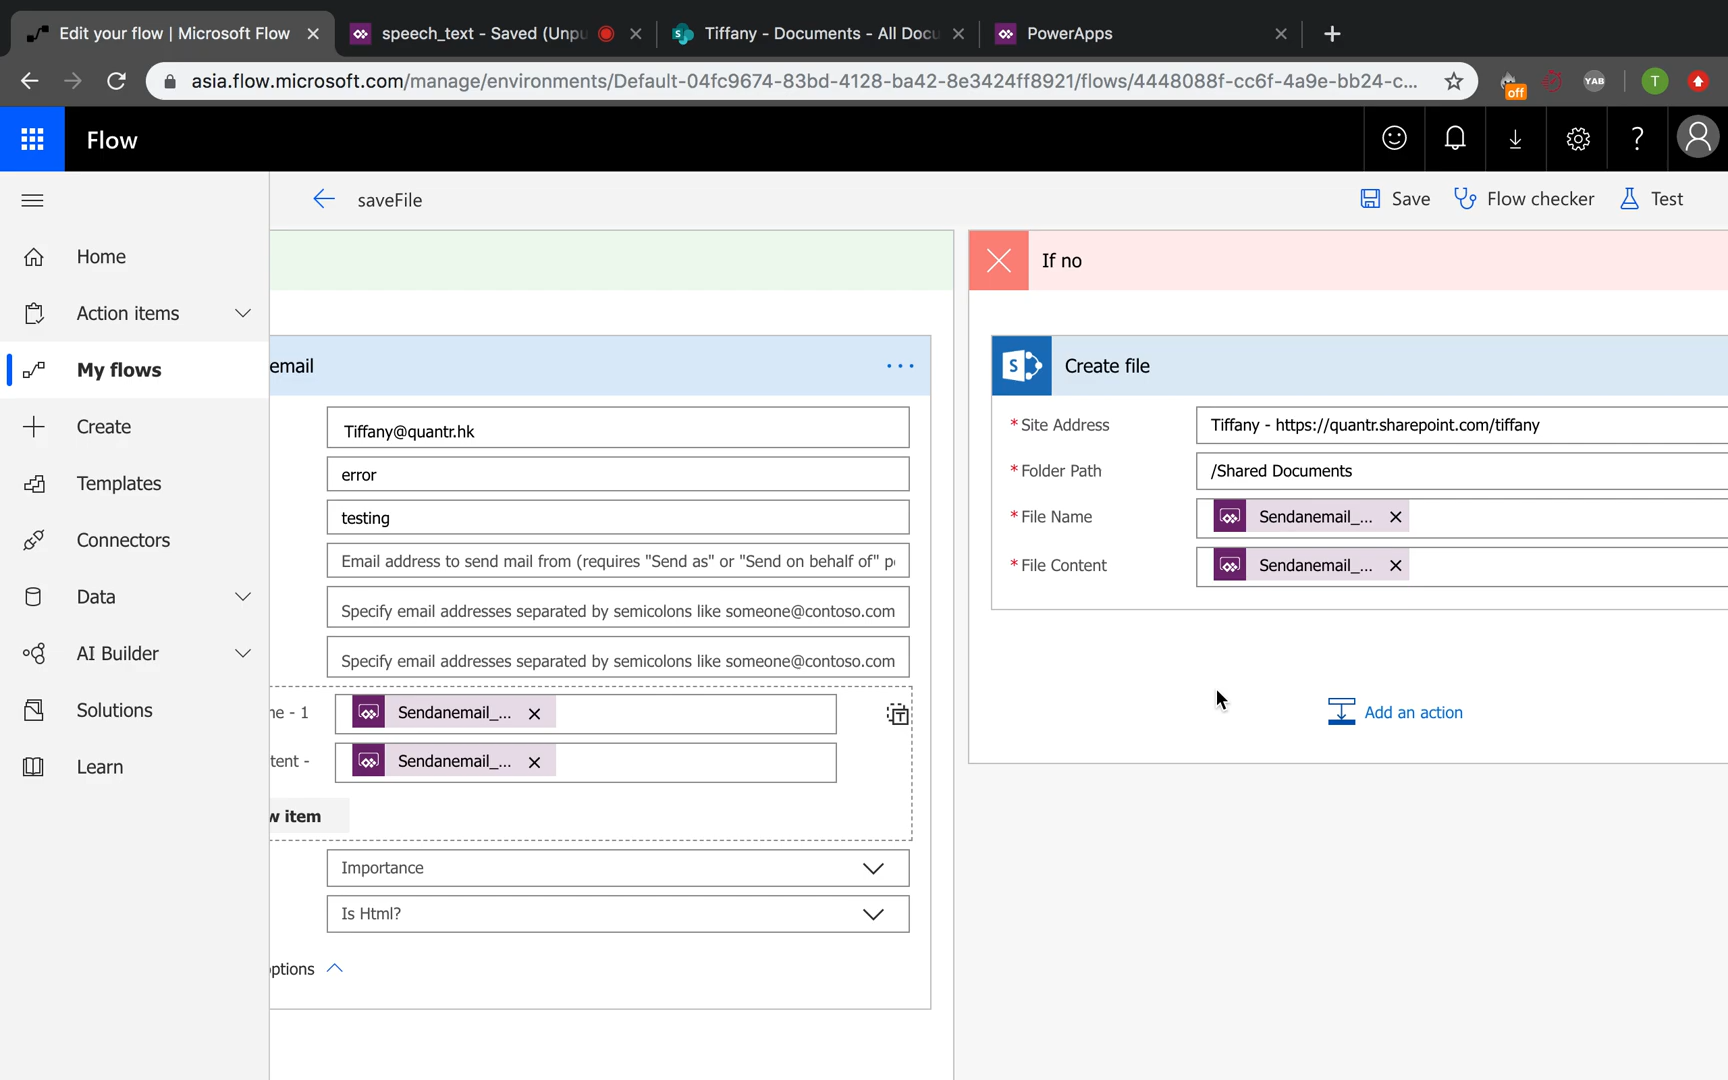 Edit your flow | Microsoft Flow
speech_text - Saved (Unpu
Tiffany - Documents - All Docu
PowerApps
asia.flow.microsoft.com/manage/environments/Default-04fc9674-83bd-4128-ba42-8e3424ff8921/flows/4448088f-cc6f-4a9e-bb24-c...
off
YAB
T
Flow
?
saveFile
Save
Flow checker
Test
Home
Action items
My flows
Create
Templates
Connectors
Data
AI Builder
Solutions
Learn
email
...
Tiffany@quantr.hk
error
testing
Email address to send mail from (requires "Send as" or "Send on behalf of" p
Specify email addresses separated by semicolons like someone@contoso.com
Specify email addresses separated by semicolons like someone@contoso.com
ne - 1
Sendanemail_...
tent -
Sendanemail_...
w item
Importance
Is Html?
ptions
If no
S
Create file
* Site Address
Tiffany - https://quantr.sharepoint.com/tiffany
* Folder Path
/Shared Documents
* File Name
Sendanemail_...
* File Content
Sendanemail_...
Add an action